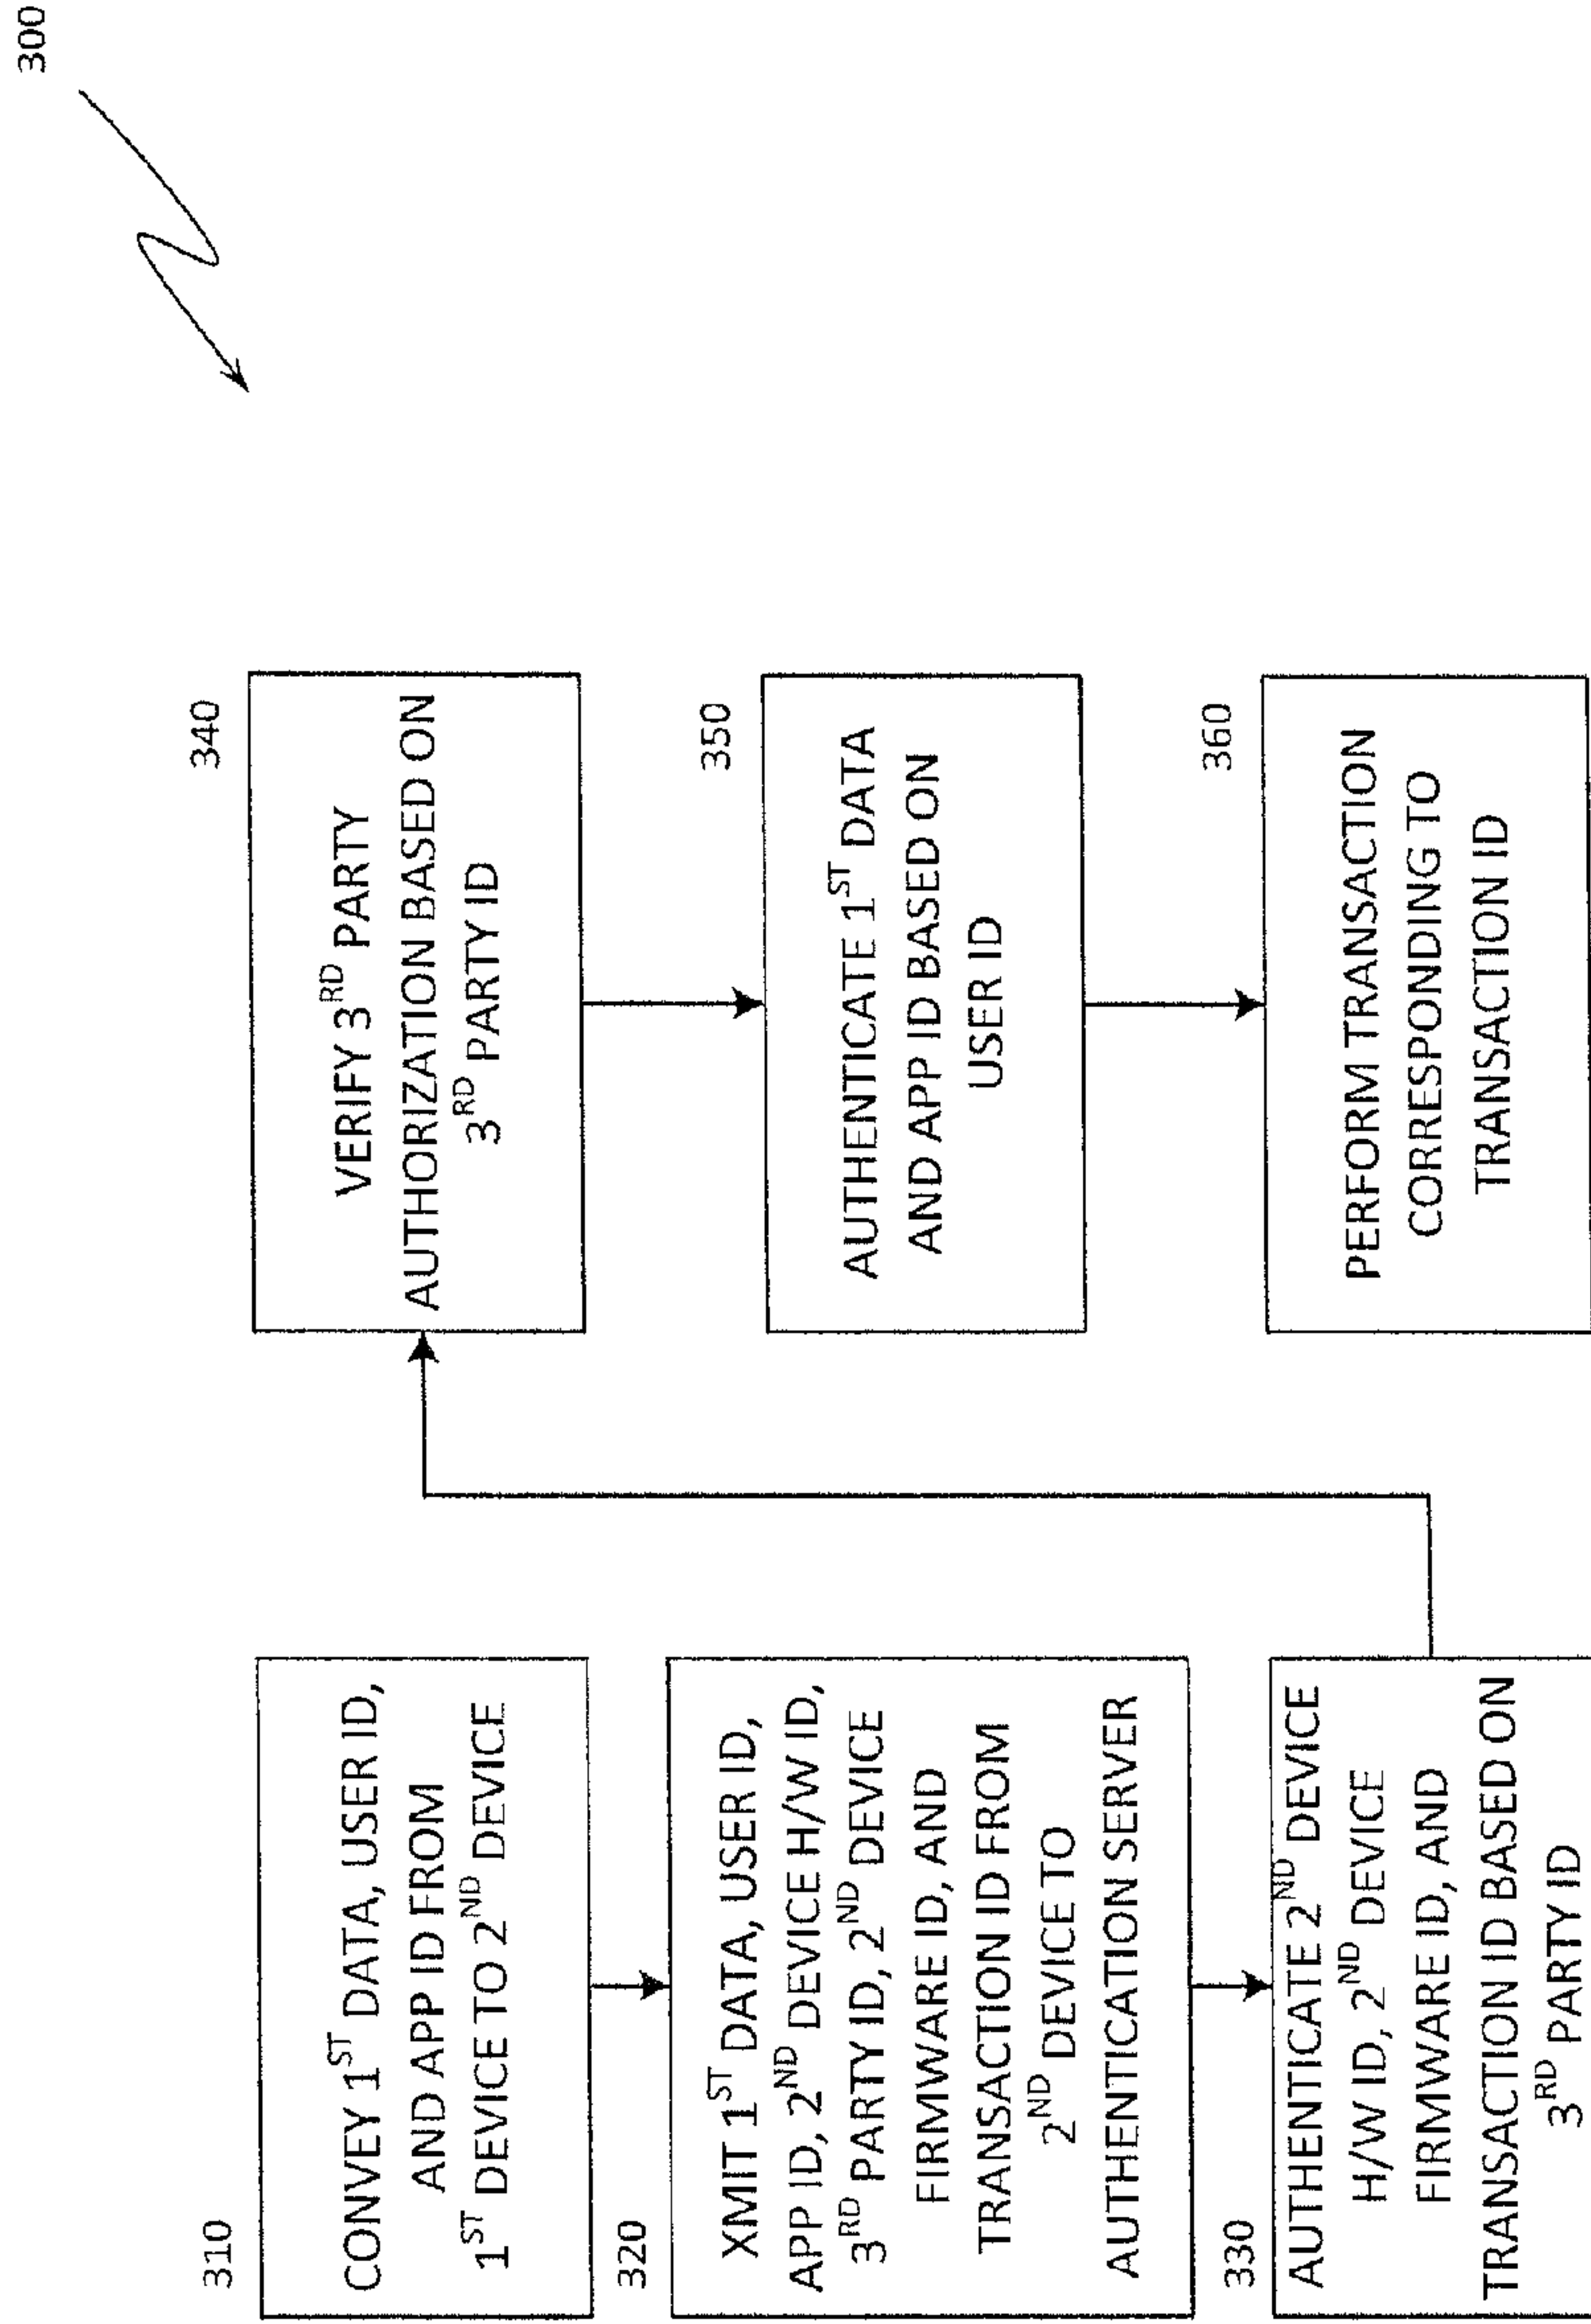 300
310
CONVEY 1ST DATA, USER ID,
AND APP ID FROM
1ST DEVICE TO 2ND DEVICE
320
XMIT 1ST DATA, USER ID,
APP ID, 2ND DEVICE H/W ID,
3RD PARTY ID, 2ND DEVICE
FIRMWARE ID, AND
TRANSACTION ID FROM
2ND DEVICE TO
AUTHENTICATION SERVER
330
AUTHENTICATE 2ND DEVICE
H/W ID, 2ND DEVICE
FIRMWARE ID, AND
TRANSACTION ID BASED ON
3RD PARTY ID
340
VERIFY 3RD PARTY
AUTHORIZATION BASED ON
3RD PARTY ID
350
AUTHENTICATE 1ST DATA
AND APP ID BASED ON
USER ID
360
PERFORM TRANSACTION
CORRESPONDING TO
TRANSACTION ID